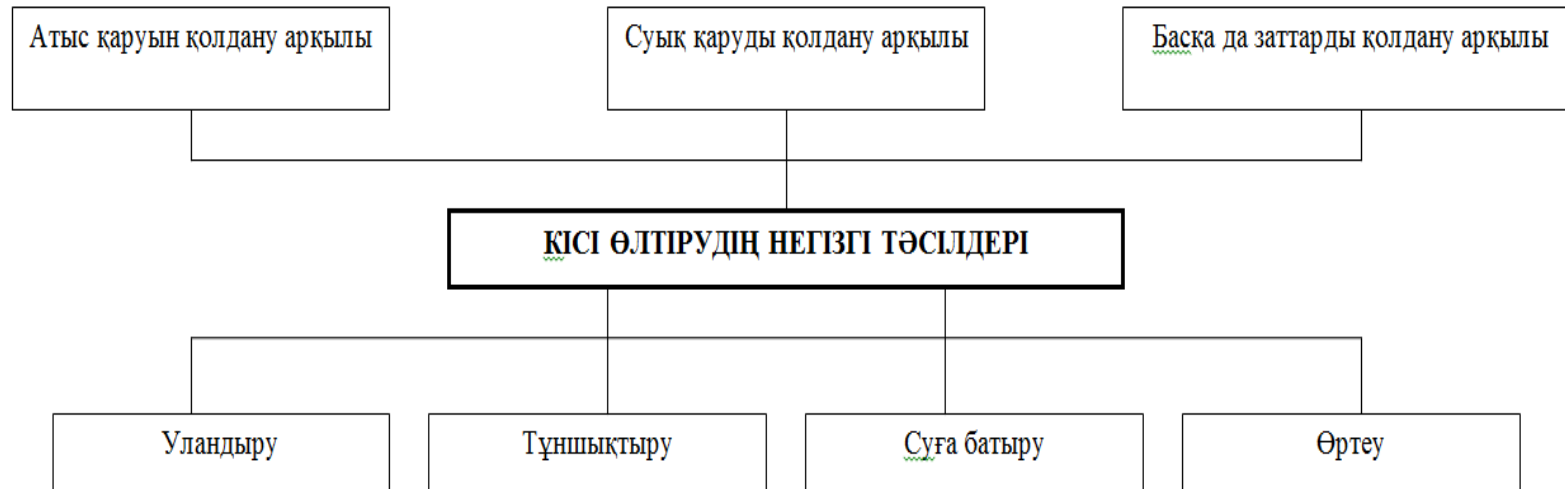 Атыс қаруын қолдану арқылы
Суық қаруды қолдану арқылы
Басқа да заттарды қолдану арқылы
КІСІ ӨЛТІРУДІҢ НЕГІЗГІ ТӘСІЛДЕРІ
Уландыру
Тұншықтыру
Суға батыру
Өртеу